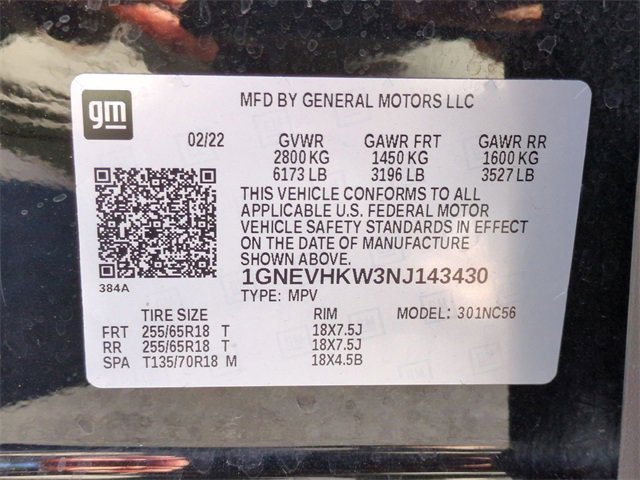 gm
MFD BY GENERAL MOTORS LLC
02/22 GVWR GAWR FRT GAWR RR
2800 KG 1450 KG 1600 KG
6173 LB 3196 LB 3527 LB
THIS VEHICLE CONFORMS TO ALL
APPLICABLE U.S. FEDERAL MOTOR
VEHICLE SAFETY STANDARDS IN EFFECT
ON THE DATE OF MANUFACTURE
SHOWN ABOVE.
384A
1GNEVHKW3NJ143430
TYPE: MPV
TIRE SIZE RIM MODEL: 301NC56
FRT 255/65R18 T 18X7.5J
RR 255/65R18 T 18X7.5J
SPA T135/70R18 M 18X4.5B